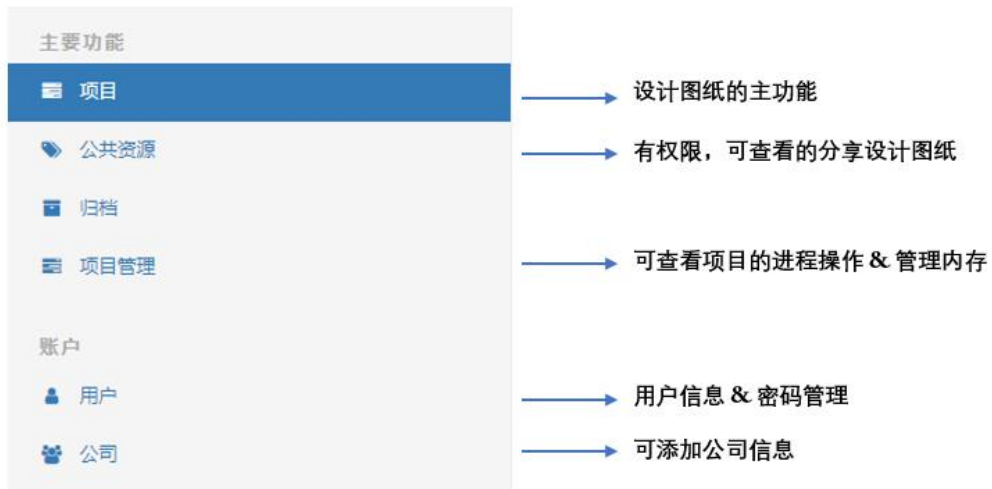 主要功能
项目
设计图纸的主功能
公共资源
有权限，可查看的分享设计图纸
归档
项目管理
可查看项目的进程操作 & 管理内存
账户
用户
用户信息 & 密码管理
公司
可添加公司信息